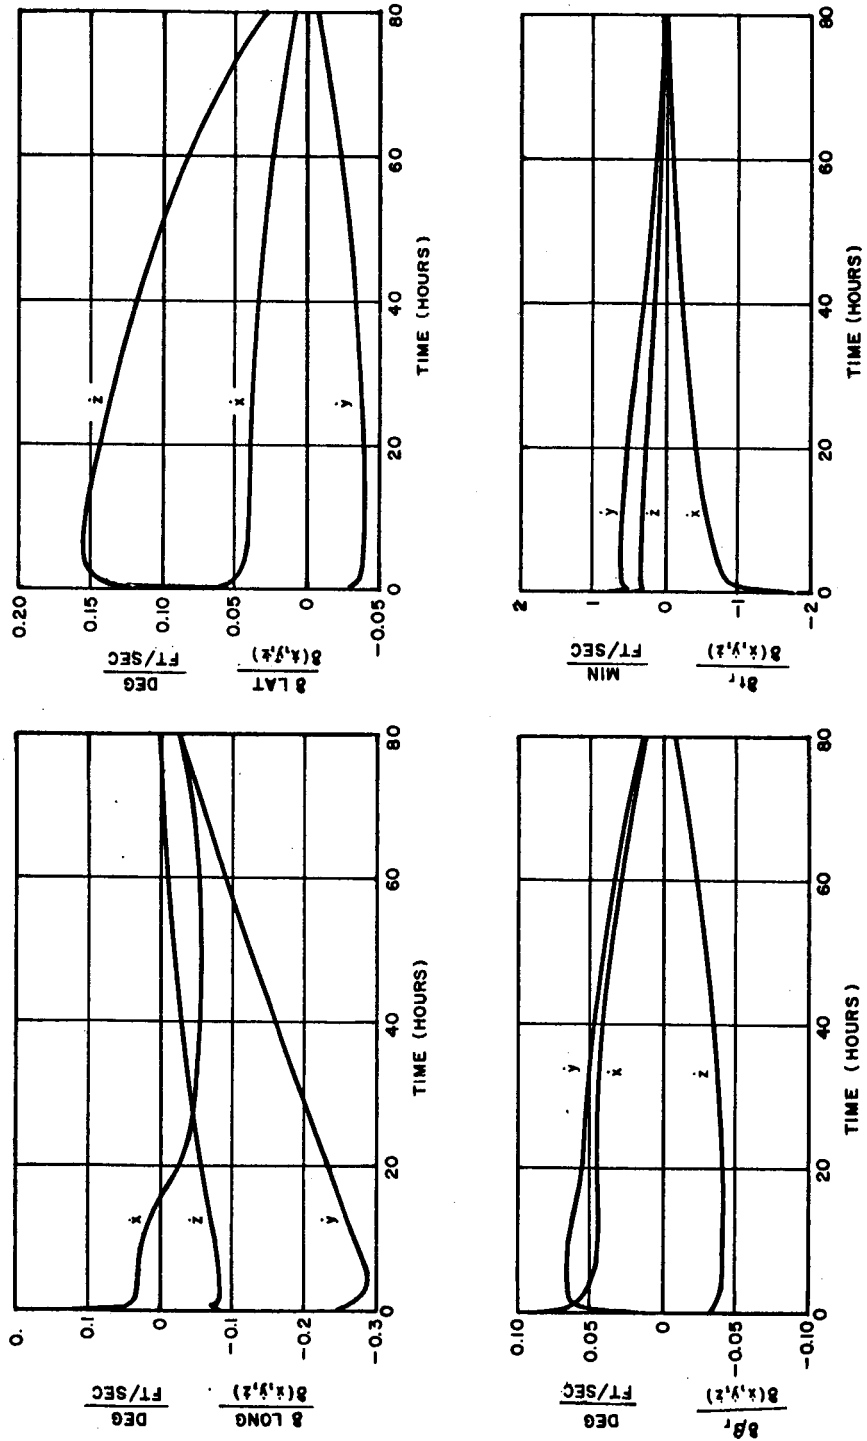 δ LONG
δ(ẋ,ẏ,ż)
DEG
FT/SEC
0.
0.1
0
-0.1
-0.2
-0.3
ẋ
ż
ẏ
0 20 40 60 80
TIME (HOURS)
δ LAT
δ(ẋ,ẏ,ż)
DEG
FT/SEC
0.20
0.15
0.10
0.05
0
-0.05
ż
ẋ
ẏ
0 20 40 60 80
TIME (HOURS)
δβr
δ(ẋ,ẏ,ż)
DEG
FT/SEC
0.10
0.05
0
-0.05
-0.10
ẏ
ẋ
ż
0 20 40 60 80
TIME (HOURS)
δtr
δ(ẋ,ẏ,ż)
MIN
FT/SEC
2
1
0
-1
-2
ẏ
ż
ẋ
0 20 40 60 80
TIME (HOURS)